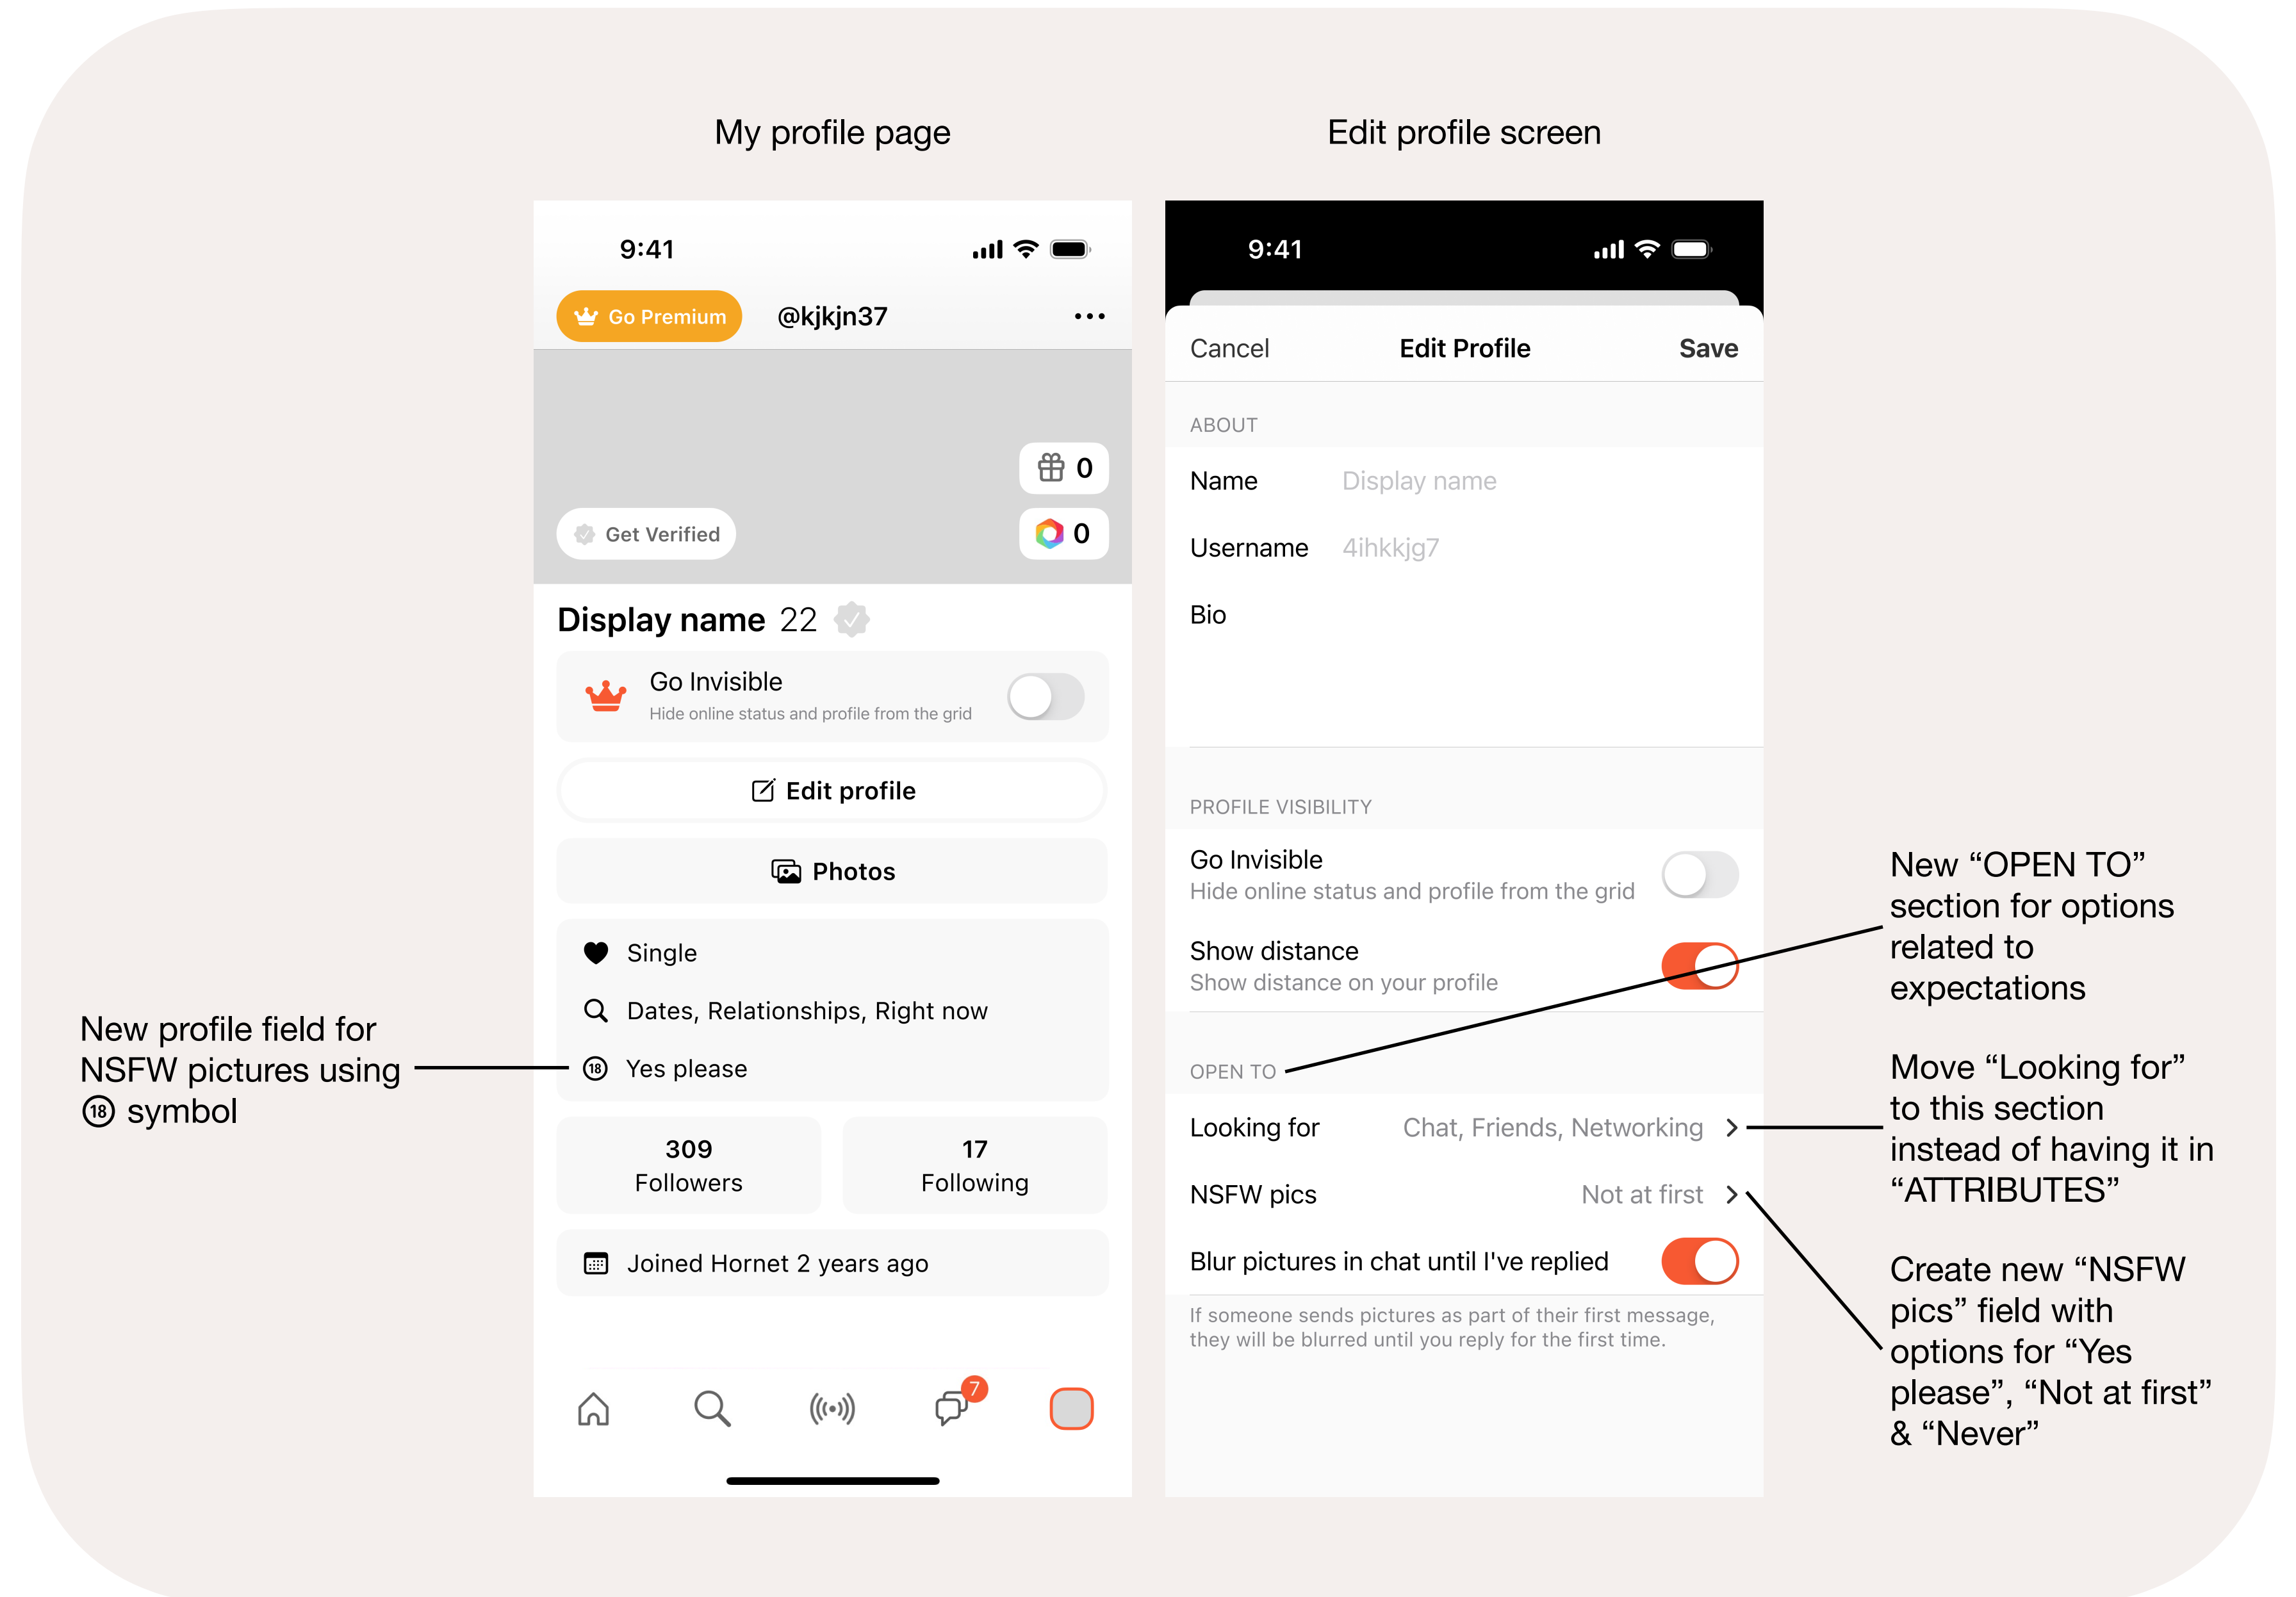 My profile page
Edit profile screen
9:41
Go Premium
@kjkjn37
0
Get Verified
0
Display name 22
Go Invisible
Hide online status and profile from the grid
Edit profile
Photos
Single
Dates, Relationships, Right now
18 Yes please
309
Followers
17
Following
Joined Hornet 2 years ago
7
New profile field for
NSFW pictures using
18 symbol
9:41
Cancel
Edit Profile
Save
ABOUT
Name Display name
Username 4ihkkjg7
Bio
PROFILE VISIBILITY
Go Invisible
Hide online status and profile from the grid
Show distance
Show distance on your profile
OPEN TO
Looking for Chat, Friends, Networking
NSFW pics Not at first
Blur pictures in chat until I've replied
If someone sends pictures as part of their first message,
they will be blurred until you reply for the first time.
New “OPEN TO”
section for options
related to
expectations
Move “Looking for”
to this section
instead of having it in
“ATTRIBUTES”
Create new “NSFW
pics” field with
options for “Yes
please”, “Not at first”
& “Never”